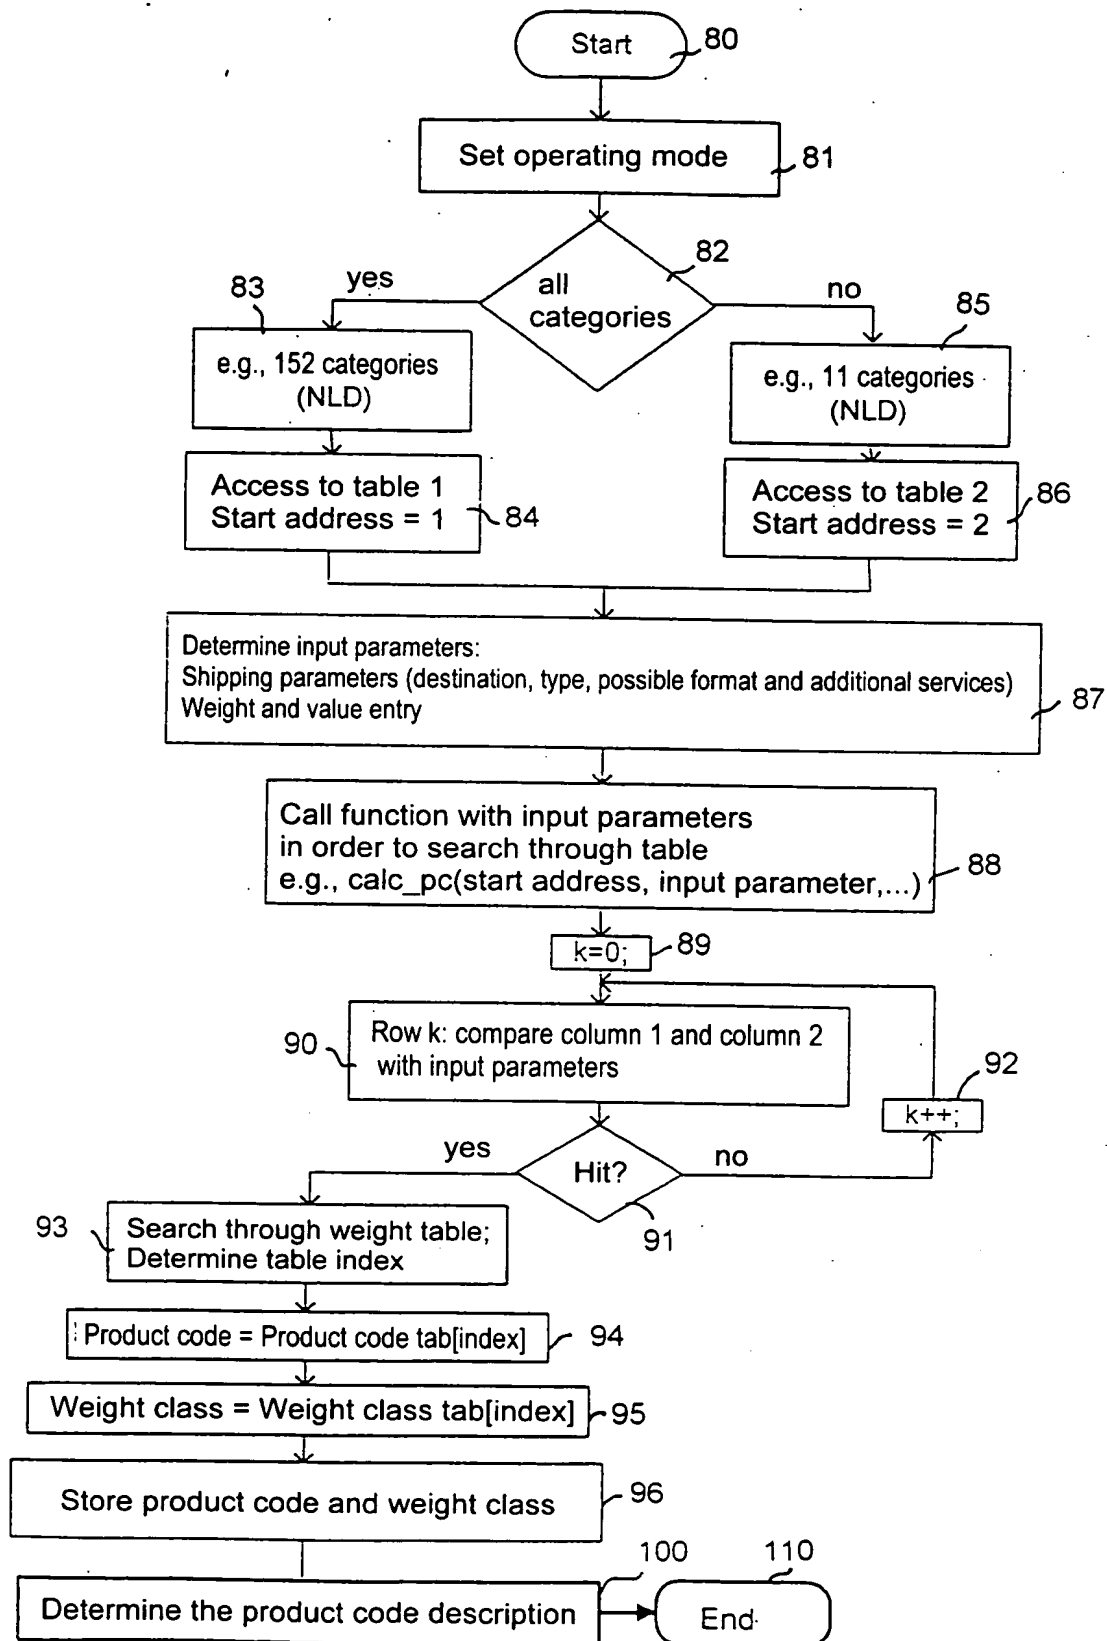 Start
80
Set operating mode
81
82
all
categories
yes
no
83
85
e.g., 152 categories
(NLD)
e.g., 11 categories
(NLD)
Access to table 1
Start address = 1
84
Access to table 2
Start address = 2
86
Determine input parameters:
Shipping parameters (destination, type, possible format and additional services)
Weight and value entry
87
Call function with input parameters
in order to search through table
e.g., calc_pc(start address, input parameter,...)
88
k=0;
89
90
Row k: compare column 1 and column 2
with input parameters
92
k++;
yes
Hit?
no
91
93
Search through weight table;
Determine table index
Product code = Product code tab[index]
94
Weight class = Weight class tab[index]
95
Store product code and weight class
96
100
110
Determine the product code description
End